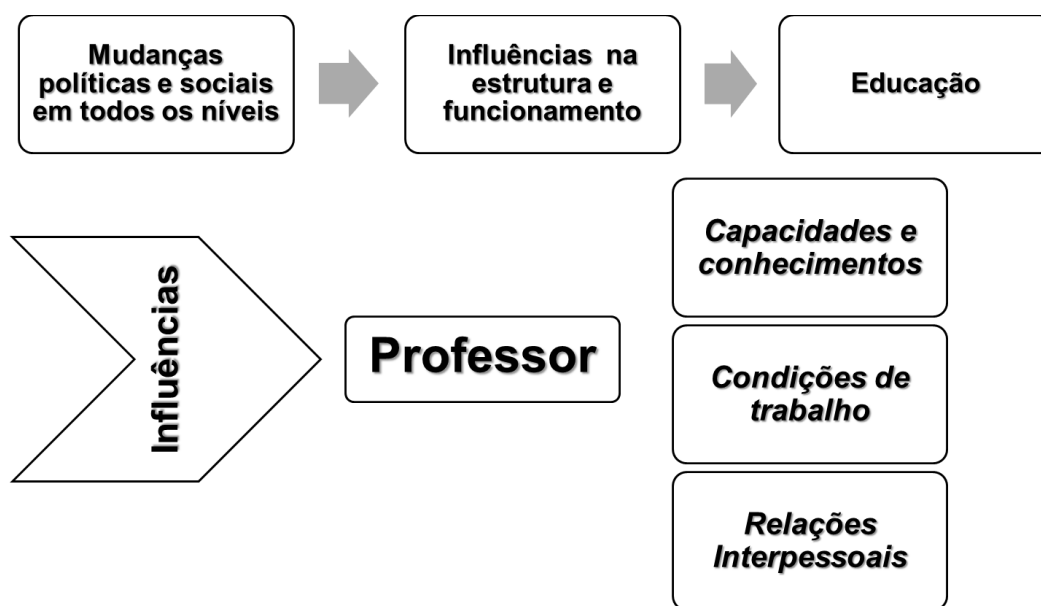 Mudanças
políticas e sociais
em todos os níveis
Influências na
estrutura e
funcionamento
Educação
Influências
Professor
Capacidades e
conhecimentos
Condições de
trabalho
Relações
Interpessoais